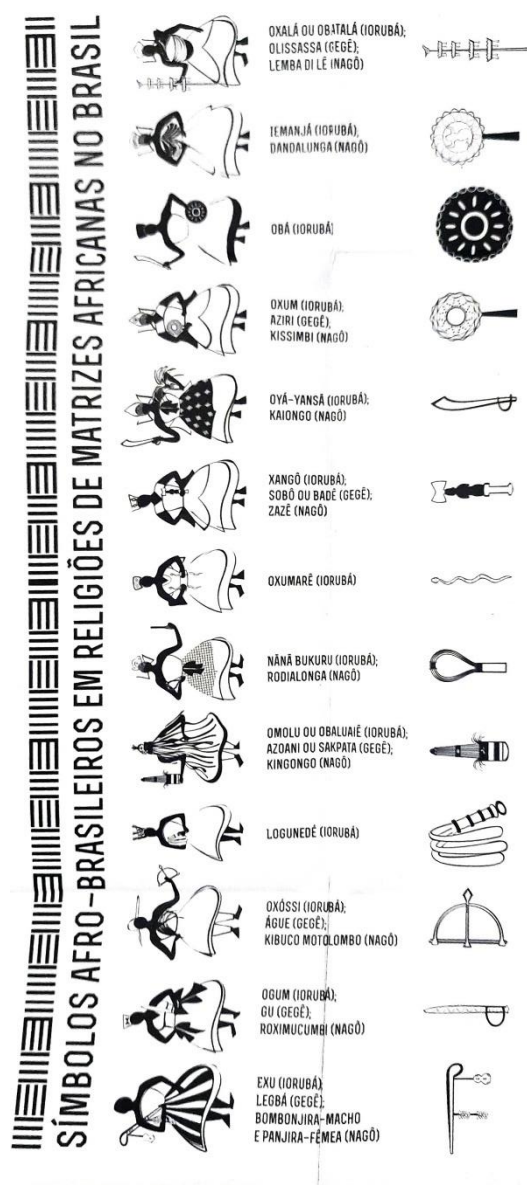 SÍMBOLOS AFRO-BRASILEIROS EM RELIGIÕES DE MATRIZES AFRICANAS NO BRASIL
OXALÁ OU OBATALÁ (IORUBÁ);
OLISSASSA (GEGÊ);
LEMBA DI LÊ (NAGÔ)
IEMANJÁ (IORUBÁ);
DANDALUNGA (NAGÔ)
OBÁ (IORUBÁ)
OXUM (IORUBÁ);
AZIRI (GEGÊ);
KISSIMBI (NAGÔ)
OYÁ-YANSÃ (IORUBÁ);
KAIONGO (NAGÔ)
XANGÔ (IORUBÁ);
SOBÔ OU BADÊ (GEGÊ);
ZAZÊ (NAGÔ)
OXUMARÊ (IORUBÁ)
NÃNÃ BUKURU (IORUBÁ);
RODIALONGA (NAGÔ)
OMOLU OU OBALUAIÊ (IORUBÁ);
AZOANI OU SAKPATA (GEGÊ);
KINGONGO (NAGÔ)
LOGUNEDÉ (IORUBÁ)
OXÓSSI (IORUBÁ);
ÁGUE (GEGÊ);
KIBUCO MOTOLOMBO (NAGÔ)
OGUM (IORUBÁ);
GU (GEGÊ);
ROXIMUCUMBI (NAGÔ)
EXU (IORUBÁ)
LEGBÁ (GEGÊ);
BOMBONJIRA-MACHO
E PANJIRA-FÊMEA (NAGÔ)